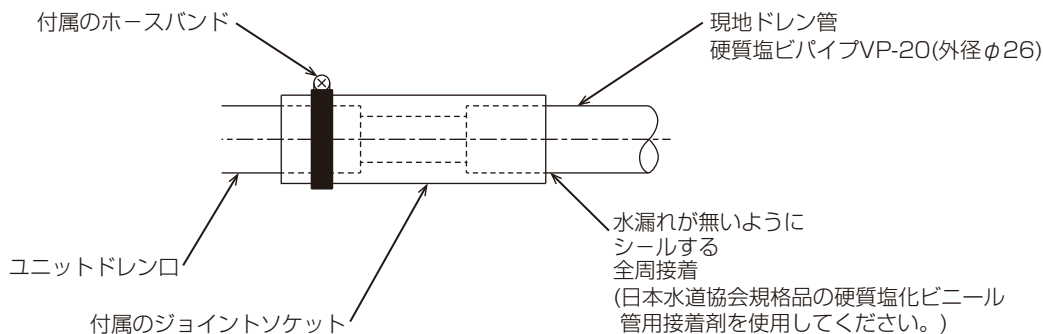 付属のホースバンド
現地ドレン管
硬質塩ビパイプVP-20(外径φ26)
ユニットドレン口
付属のジョイントソケット
水漏れが無いように
シールする
全周接着
(日本水道協会規格品の硬質塩化ビニール
管用接着剤を使用してください。)